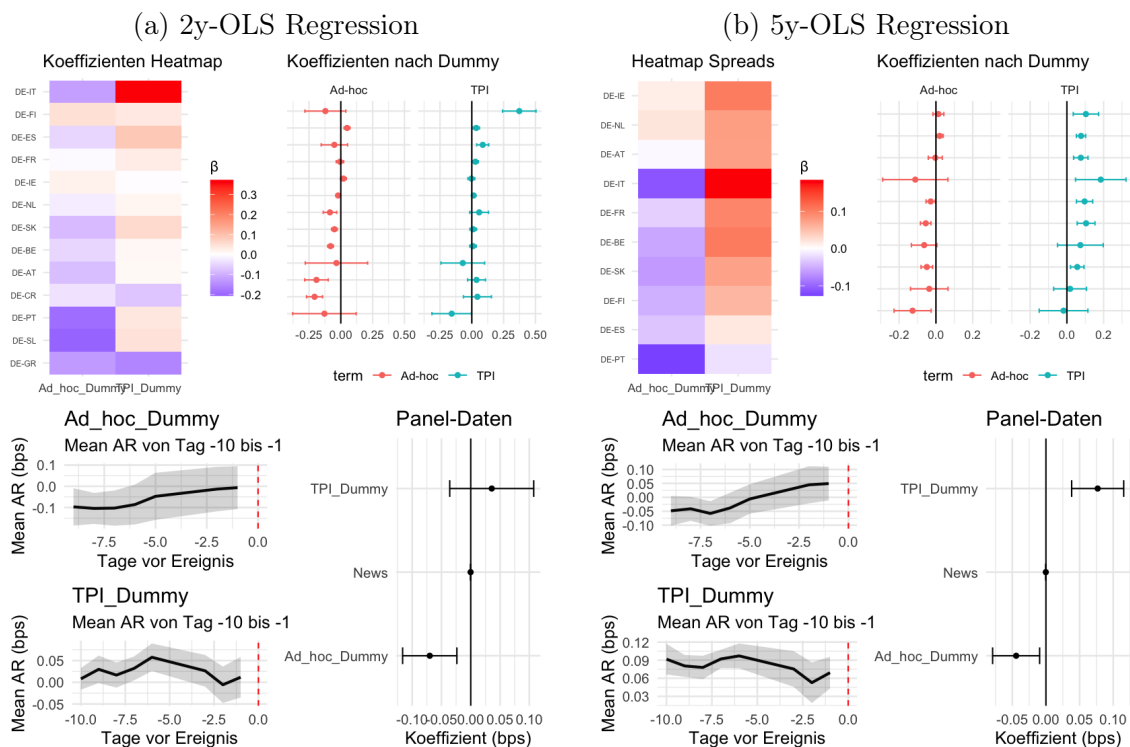 (a) 2y-OLS Regression
Koeffizienten Heatmap
DE-IT
DE-FI
DE-ES
DE-FR
DE-IE
DE-NL
DE-SK
DE-BE
DE-AT
DE-CR
DE-PT
DE-SL
DE-GR
Ad_hoc_Dummy
TPI_Dummy
β
0.3
0.2
0.1
0.0
-0.1
-0.2
Koeffizienten nach Dummy
Ad-hoc
TPI
-0.25 0.00 0.25 0.50
-0.25 0.00 0.25 0.50
term Ad-hoc TPI
Ad_hoc_Dummy
Mean AR von Tag -10 bis -1
Mean AR (bps)
0.1
0.0
-0.1
-7.5 -5.0 -2.5 0.0
Tage vor Ereignis
TPI_Dummy
Mean AR von Tag -10 bis -1
Mean AR (bps)
0.05
0.00
-0.05
-10.0 -7.5 -5.0 -2.5 0.0
Tage vor Ereignis
Panel-Daten
TPI_Dummy
News
Ad_hoc_Dummy
-0.10 -0.05 0.00 0.05 0.10
Koeffizient (bps)
(b) 5y-OLS Regression
Heatmap Spreads
DE-IE
DE-NL
DE-AT
DE-IT
DE-FR
DE-BE
DE-SK
DE-FI
DE-ES
DE-PT
Ad_hoc_Dummy
TPI_Dummy
β
0.1
0.0
-0.1
Koeffizienten nach Dummy
Ad-hoc
TPI
-0.2 0.0 0.2
-0.2 0.0 0.2
term Ad-hoc TPI
Ad_hoc_Dummy
Mean AR von Tag -10 bis -1
Mean AR (bps)
0.10
0.05
0.00
-0.05
-0.10
-7.5 -5.0 -2.5 0.0
Tage vor Ereignis
TPI_Dummy
Mean AR von Tag -10 bis -1
Mean AR (bps)
0.12
0.09
0.06
0.03
-10.0 -7.5 -5.0 -2.5 0.0
Tage vor Ereignis
Panel-Daten
TPI_Dummy
News
Ad_hoc_Dummy
-0.05 0.00 0.05 0.10
Koeffizient (bps)